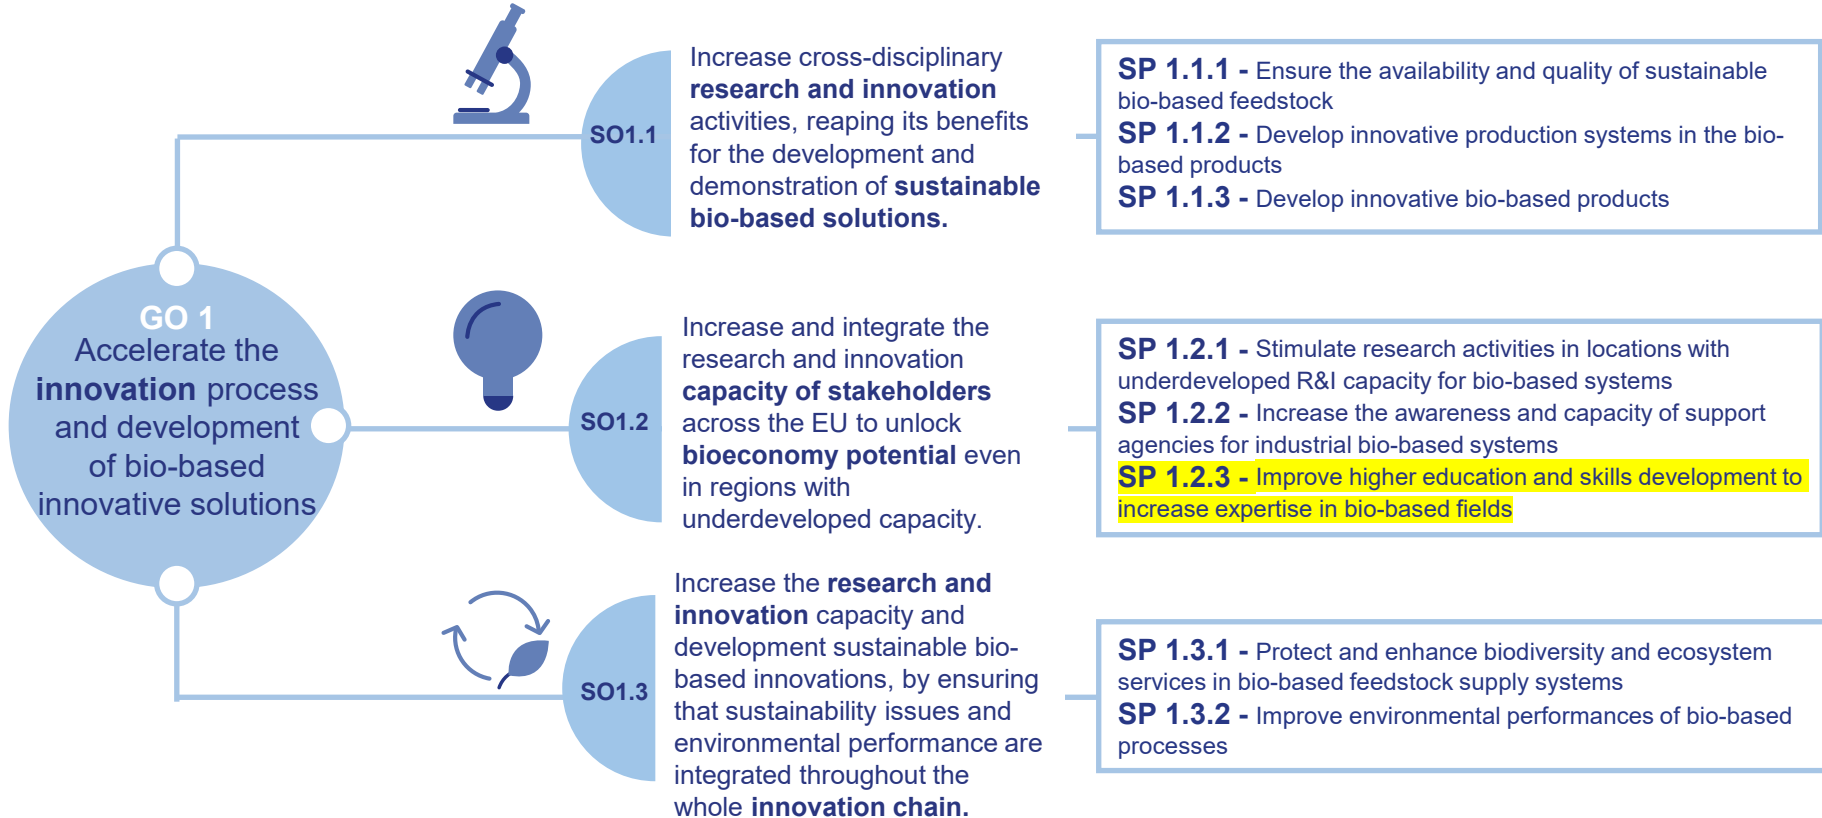 GO 1
Accelerate the
innovation process
and development
of bio-based
innovative solutions
SO1.1
Increase cross-disciplinary
research and innovation
activities, reaping its benefits
for the development and
demonstration of sustainable
bio-based solutions.
SP 1.1.1 - Ensure the availability and quality of sustainable
bio-based feedstock
SP 1.1.2 - Develop innovative production systems in the bio-
based products
SP 1.1.3 - Develop innovative bio-based products
SO1.2
Increase and integrate the
research and innovation
capacity of stakeholders
across the EU to unlock
bioeconomy potential even
in regions with
underdeveloped capacity.
SP 1.2.1 - Stimulate research activities in locations with
underdeveloped R&I capacity for bio-based systems
SP 1.2.2 - Increase the awareness and capacity of support
agencies for industrial bio-based systems
SP 1.2.3 - Improve higher education and skills development to
increase expertise in bio-based fields
SO1.3
Increase the research and
innovation capacity and
development sustainable bio-
based innovations, by ensuring
that sustainability issues and
environmental performance are
integrated throughout the
whole innovation chain.
SP 1.3.1 - Protect and enhance biodiversity and ecosystem
services in bio-based feedstock supply systems
SP 1.3.2 - Improve environmental performances of bio-based
processes